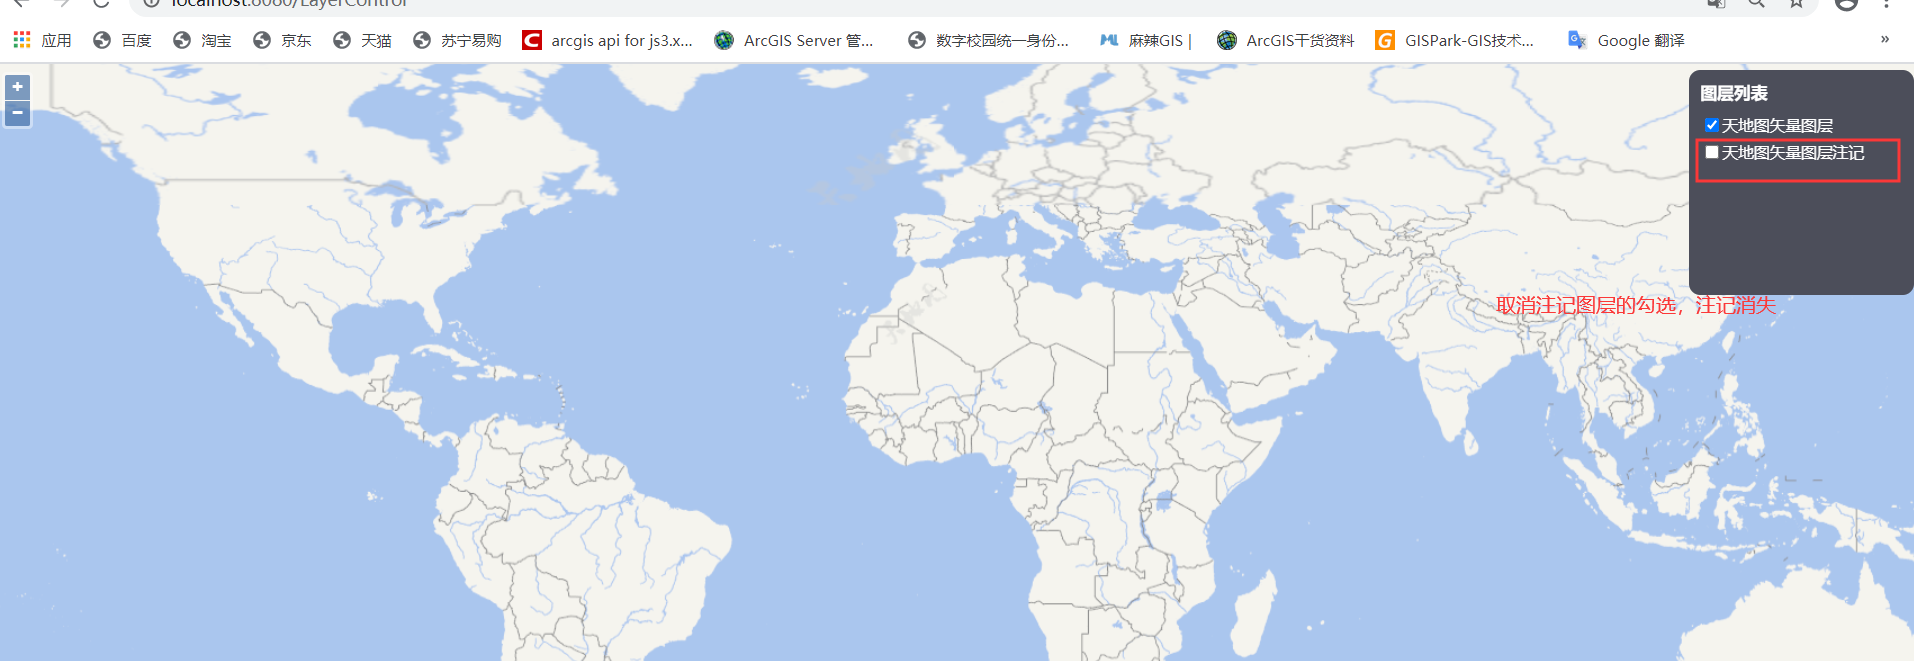 localhost:8080/LayerControl
应用 百度 淘宝 京东 天猫 苏宁易购 arcgis api for js3.x... ArcGIS Server 管... 数字校园统一身份... 麻辣GIS | ArcGIS干货资料 GISPark-GIS技术... Google 翻译 »
+
−
图层列表
天地图矢量图层
天地图矢量图层注记
取消注记图层的勾选，注记消失